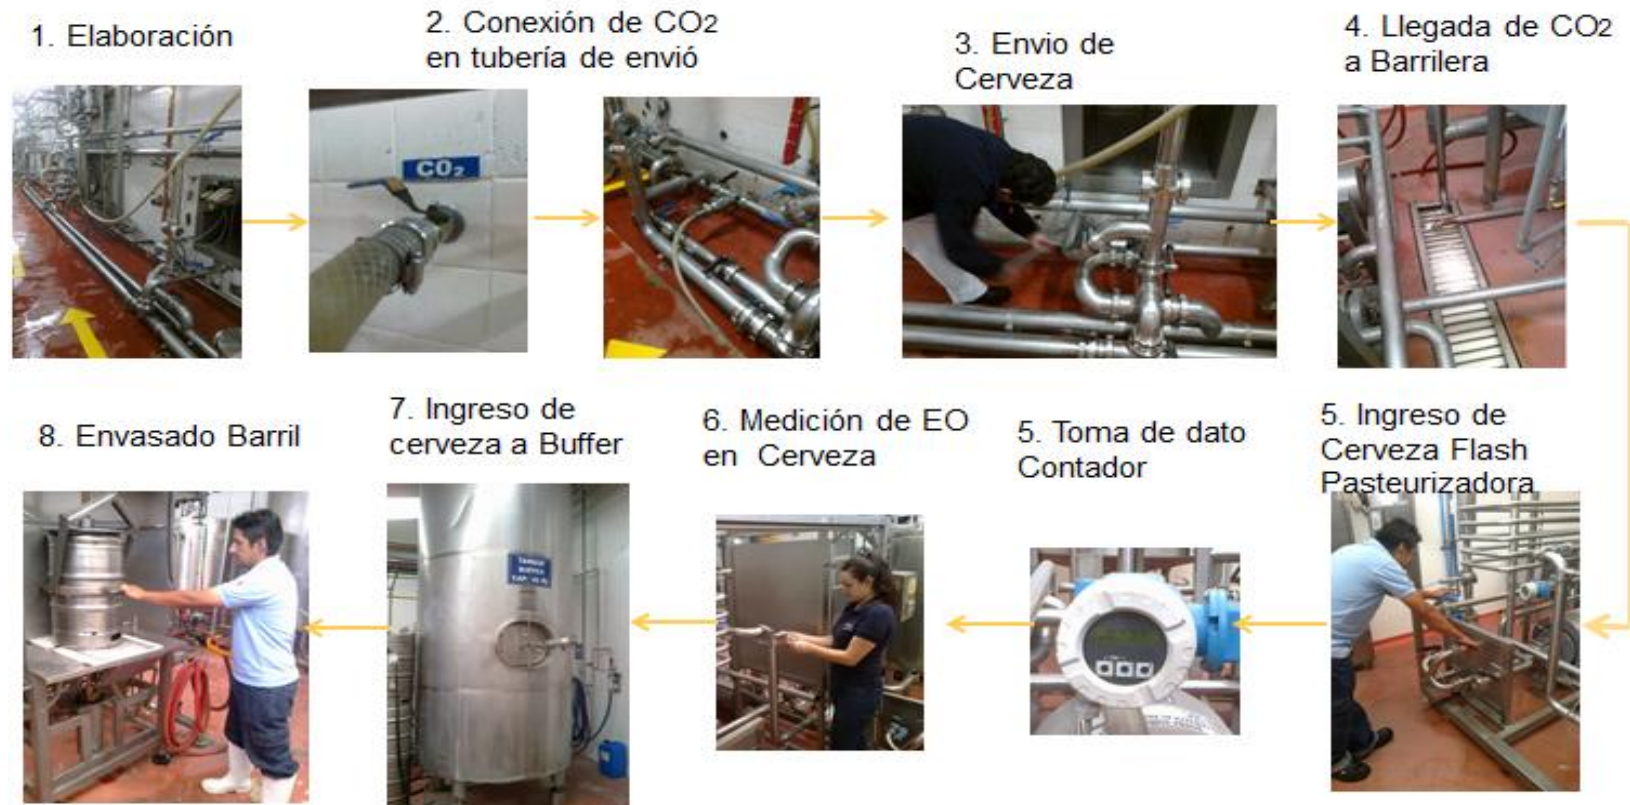 1. Elaboración
2. Conexión de CO2
en tubería de envió
3. Envio de
Cerveza
4. Llegada de CO2
a Barrilera
CO₂
5. Ingreso de
Cerveza Flash
Pasteurizadora
5. Toma de dato
Contador
6. Medición de EO
en Cerveza
7. Ingreso de
cerveza a Buffer
8. Envasado Barril
TANQUE
BUFFER